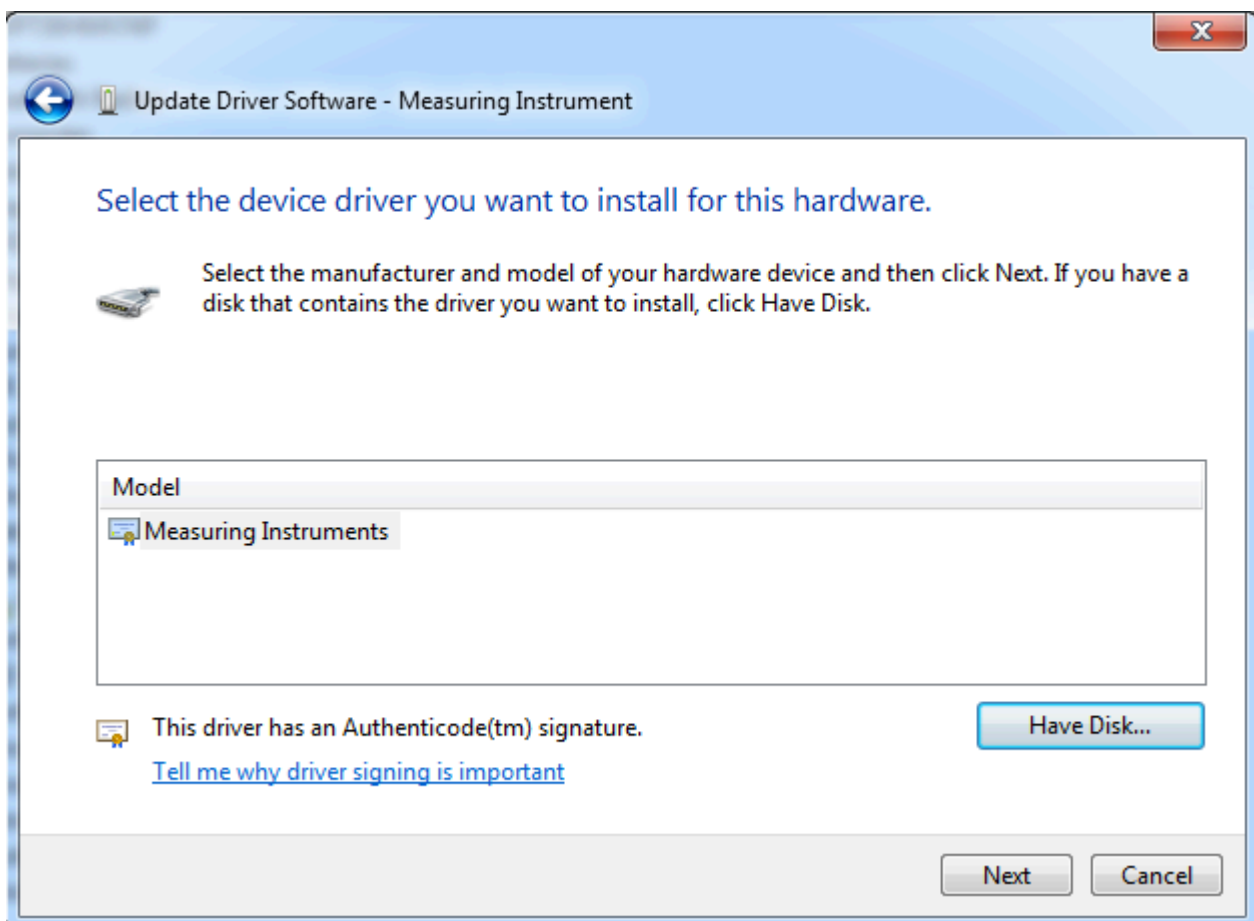 Update Driver Software - Measuring Instrument
Select the device driver you want to install for this hardware.
Select the manufacturer and model of your hardware device and then click Next. If you have a
disk that contains the driver you want to install, click Have Disk.
Model
Measuring Instruments
This driver has an Authenticode(tm) signature.
Have Disk...
Tell me why driver signing is important
Next
Cancel